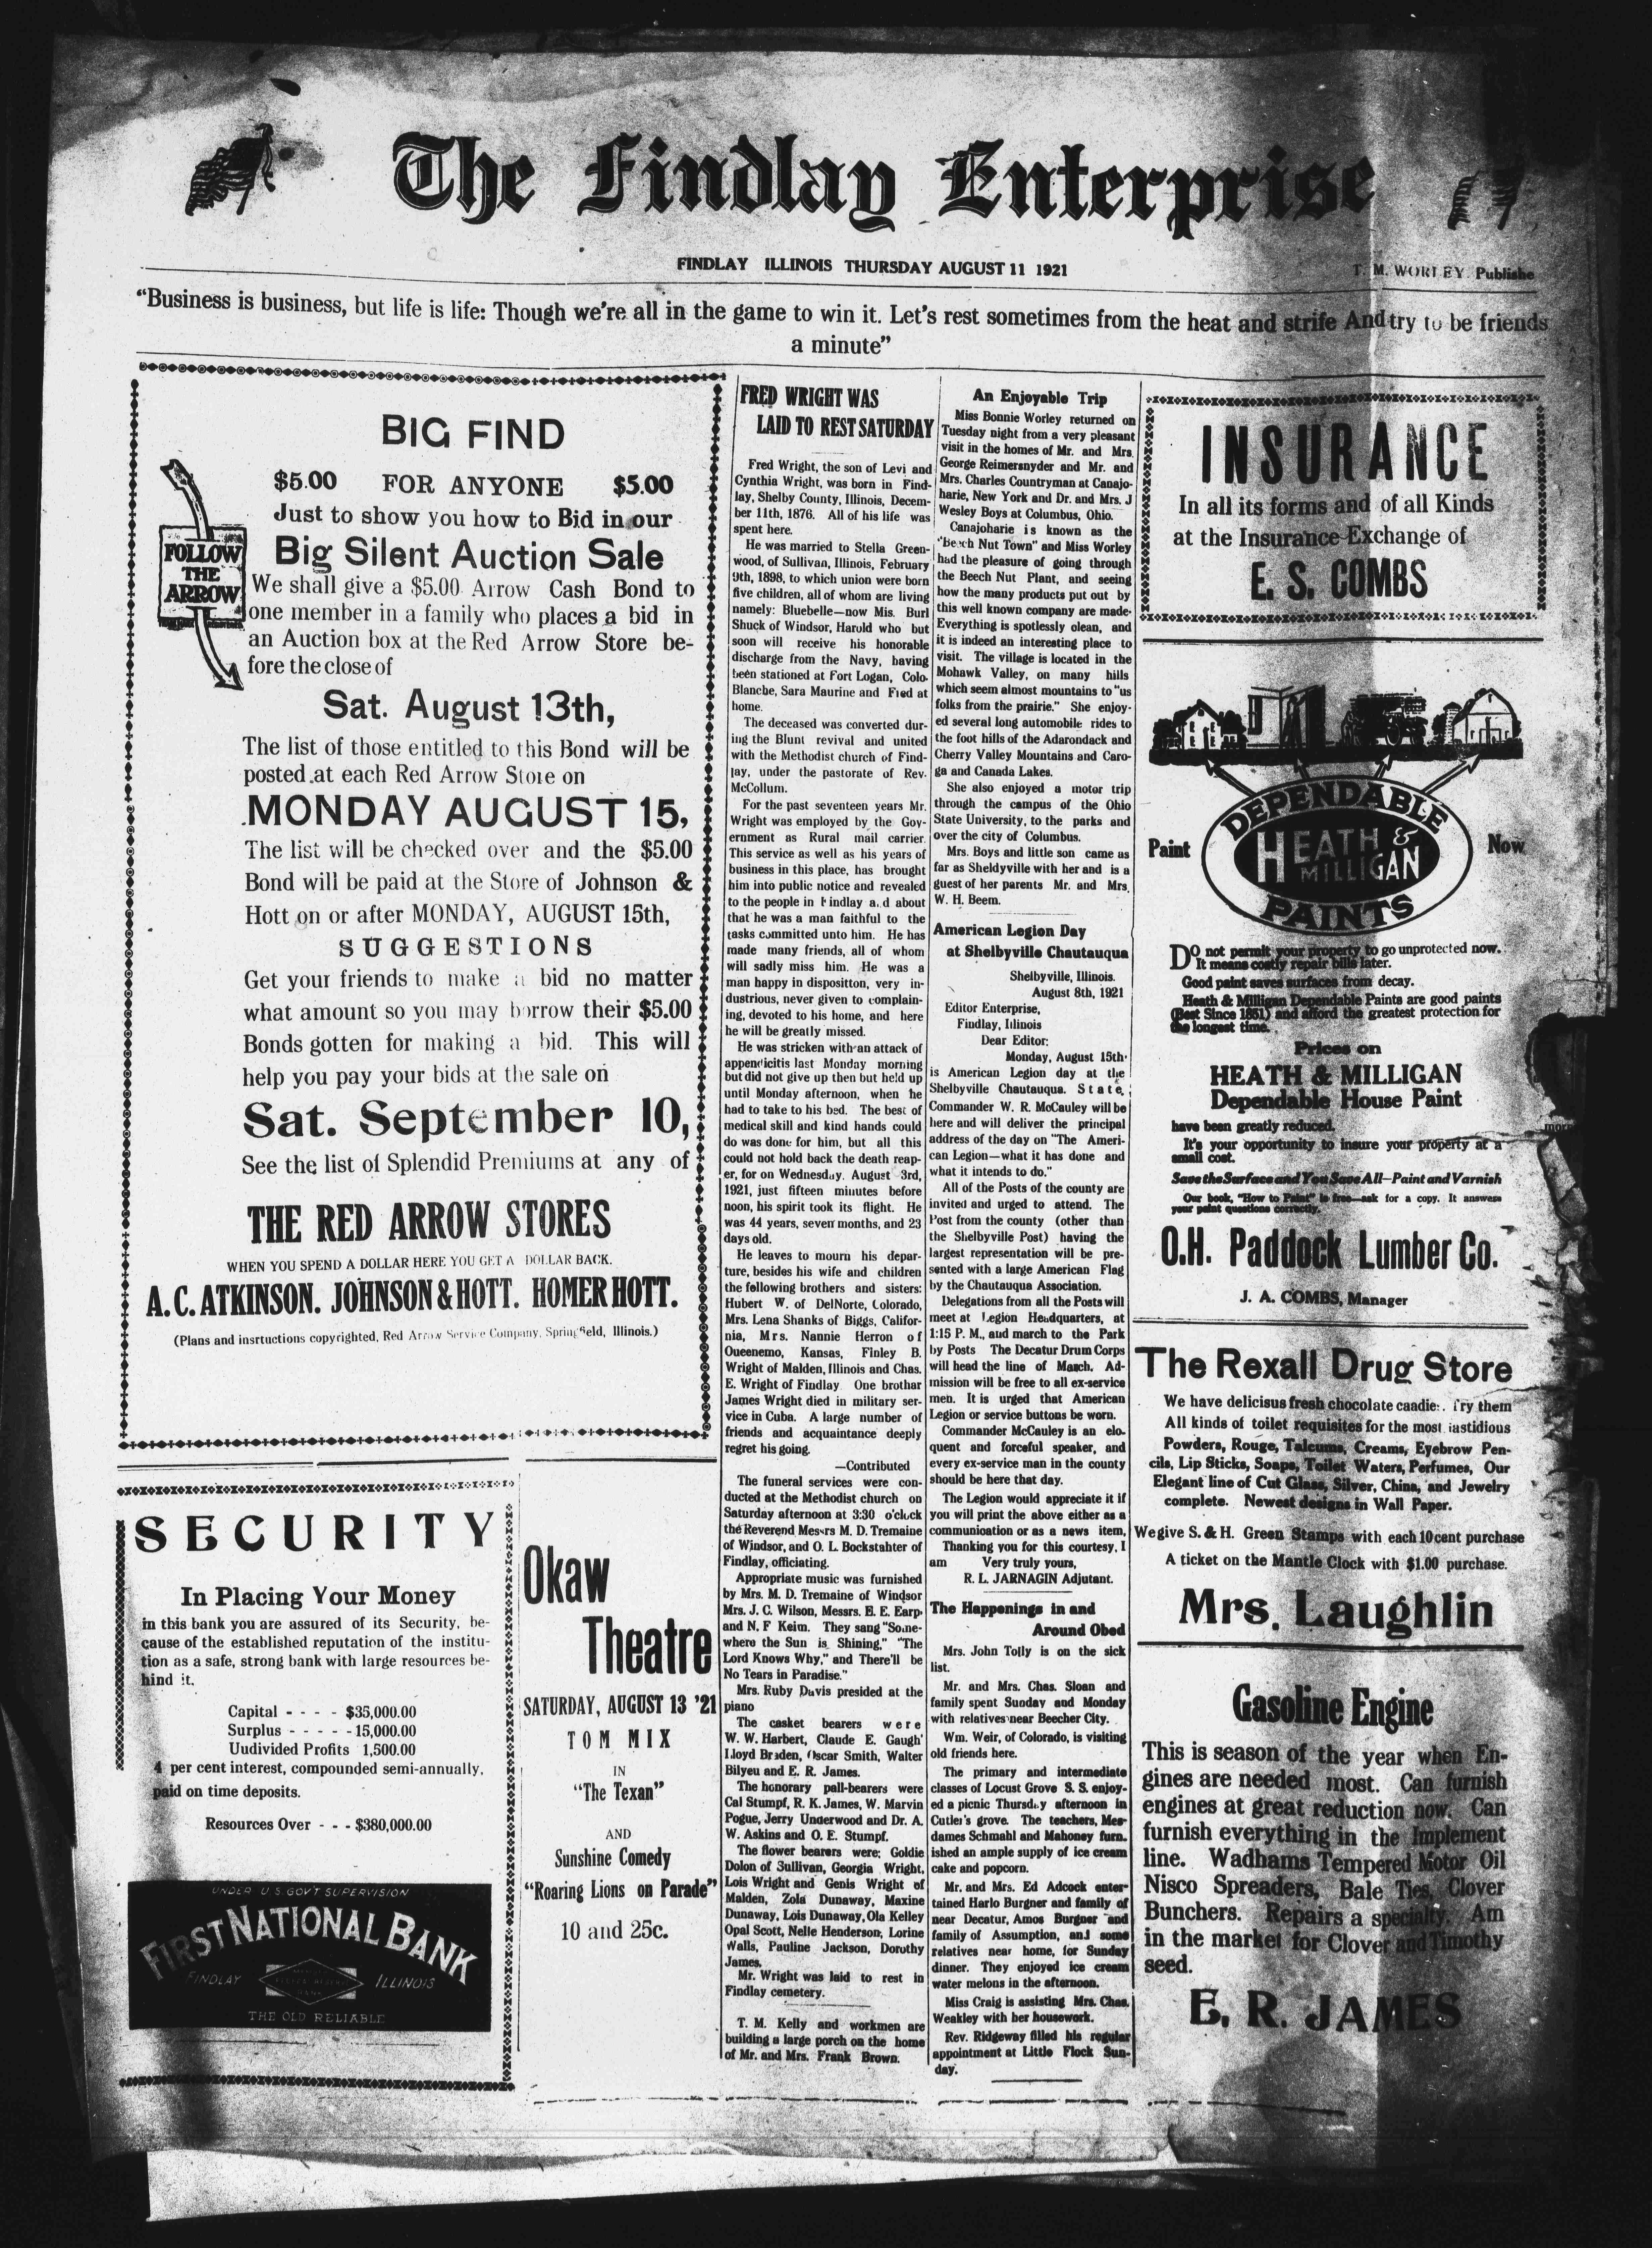 The Findlay Enterprise
FINDLAY ILLINOIS THURSDAY AUGUST 11 1921
T. M. WORLEY Publishe
"Business is business, but life is life: Though we're all in the game to win it. Let's rest sometimes from the heat and strife And try to be friends
a minute"
BIG FIND
$5.00 FOR ANYONE $5.00
Just to show you how to Bid in our
Big Silent Auction Sale
FOLLOW
THE
ARROW
We shall give a $5.00 Arrow Cash Bond to
one member in a family who places a bid in
an Auction box at the Red Arrow Store be-
fore the close of
Sat. August 13th,
The list of those entitled to this Bond will be
posted at each Red Arrow Store on
MONDAY AUGUST 15,
The list will be checked over and the $5.00
Bond will be paid at the Store of Johnson &
Hott on or after MONDAY, AUGUST 15th,
SUGGESTIONS
Get your friends to make a bid no matter
what amount so you may borrow their $5.00
Bonds gotten for making a bid. This will
help you pay your bids at the sale on
Sat. September 10,
See the list of Splendid Premiums at any of
THE RED ARROW STORES
WHEN YOU SPEND A DOLLAR HERE YOU GET A DOLLAR BACK.
A. C. ATKINSON. JOHNSON & HOTT. HOMER HOTT.
(Plans and insrtuctions copyrighted, Red Arrow Service Company, Springfield, Illinois.)
SECURITY
In Placing Your Money
in this bank you are assured of its Security, be-
cause of the established reputation of the institu-
tion as a safe, strong bank with large resources be-
hind it.
Capital - - - - $35,000.00
Surplus - - - - - 15,000.00
Uudivided Profits 1,500.00
4 per cent interest, compounded semi-annually,
paid on time deposits.
Resources Over - - - $380,000.00
UNDER U.S. GOV'T SUPERVISION
FIRST NATIONAL BANK
FINDLAY ILLINOIS
THE OLD RELIABLE
Okaw
Theatre
SATURDAY, AUGUST 13 '21
TOM MIX
IN
"The Texan"
AND
Sunshine Comedy
"Roaring Lions on Parade"
10 and 25c.
FRED WRIGHT WAS
LAID TO REST SATURDAY
Fred Wright, the son of Levi and
Cynthia Wright, was born in Find-
lay, Shelby County, Illinois, Decem-
ber 11th, 1876. All of his life was
spent here.
He was married to Stella Green-
wood, of Sullivan, Illinois, February
9th, 1898, to which union were born
five children, all of whom are living
namely: Bluebelle—now Mis. Burl
Shuck of Windsor, Harold who but
soon will receive his honorable
discharge from the Navy, having
been stationed at Fort Logan, Colo-
Blanche, Sara Maurine and Fied at
home.
The deceased was converted dur-
ing the Blunt revival and united
with the Methodist church of Find-
lay, under the pastorate of Rev.
McCollum.
For the past seventeen years Mr.
Wright was employed by the Gov-
ernment as Rural mail carrier.
This service as well as his years of
business in this place, has brought
him into public notice and revealed
to the people in Findlay and about
that he was a man faithful to the
tasks committed unto him. He has
made many friends, all of whom
will sadly miss him. He was a
man happy in dispositton, very in-
dustrious, never given to complain-
ing, devoted to his home, and here
he will be greatly missed.
He was stricken with an attack of
appendicitis last Monday morning
but did not give up then but held up
until Monday afternoon, when he
had to take to his bed. The best of
medical skill and kind hands could
do was done for him, but all this
could not hold back the death reap-
er, for on Wednesday, August 3rd,
1921, just fifteen minutes before
noon, his spirit took its flight. He
was 44 years, seven months, and 23
days old.
He leaves to mourn his depar-
ture, besides his wife and children
the following brothers and sisters:
Hubert W. of DelNorte, Colorado,
Mrs. Lena Shanks of Biggs, Califor-
nia, Mrs. Nannie Herron of
Oueenemo, Kansas, Finley B.
Wright of Malden, Illinois and Chas.
E. Wright of Findlay One brothar
James Wright died in military ser-
vice in Cuba. A large number of
friends and acquaintance deeply
regret his going.
—Contributed
The funeral services were con-
ducted at the Methodist church on
Saturday afternoon at 3:30 o'clock
the Reverend Messrs M. D. Tremaine
of Windsor, and O. L. Bockstahter of
Findlay, officiating.
Appropriate music was furnished
by Mrs. M. D. Tremaine of Windsor
Mrs. J. C. Wilson, Messrs. E. E. Earp
and N. F Keim. They sang "Some-
where the Sun is Shining," "The
Lord Knows Why," and There'll be
No Tears in Paradise."
Mrs. Ruby Davis presided at the
piano
The casket bearers were
W. W. Harbert, Claude E. Gaugh'
Lloyd Braden, Oscar Smith, Walter
Bilyeu and E. R. James.
The honorary pall-bearers were
Cal Stumpf, R. K. James, W. Marvin
Pogue, Jerry Underwood and Dr. A.
W. Askins and O. E. Stumpf.
The flower bearers were; Goldie
Dolon of Sullivan, Georgia Wright,
Lois Wright and Genis Wright of
Malden, Zola Dunaway, Maxine
Dunaway, Lois Dunaway, Ola Kelley
Opal Scott, Nelle Henderson, Lorine
Walls, Pauline Jackson, Dorothy
James.
Mr. Wright was laid to rest in
Findlay cemetery.
T. M. Kelly and workmen are
building a large porch on the home
of Mr. and Mrs. Frank Brown.
An Enjoyable Trip
Miss Bonnie Worley returned on
Tuesday night from a very pleasant
visit in the homes of Mr. and Mrs.
George Reimersnyder and Mr. and
Mrs. Charles Countryman at Canajo-
harie, New York and Dr. and Mrs. J
Wesley Boys at Columbus, Ohio.
Canajoharie is known as the
"beech Nut Town" and Miss Worley
had the pleasure of going through
the Beech Nut Plant, and seeing
how the many products put out by
this well known company are made.
Everything is spotlessly clean, and
it is indeed an interesting place to
visit. The village is located in the
Mohawk Valley, on many hills
which seem almost mountains to "us
folks from the prairie." She enjoy-
ed several long automobile rides to
the foot hills of the Adarondack and
Cherry Valley Mountains and Caro-
ga and Canada Lakes.
She also enjoyed a motor trip
through the campus of the Ohio
State University, to the parks and
over the city of Columbus.
Mrs. Boys and little son came as
far as Sheldyville with her and is a
guest of her parents Mr. and Mrs.
W. H. Beem.
American Legion Day
at Shelbyville Chautauqua
Shelbyville, Illinois.
August 8th, 1921
Editor Enterprise,
Findlay, Illinois
Dear Editor:
Monday, August 15th
is American Legion day at the
Shelbyville Chautauqua. State
Commander W. R. McCauley will be
here and will deliver the principal
address of the day on "The Ameri-
can Legion—what it has done and
what it intends to do."
All of the Posts of the county are
invited and urged to attend. The
Post from the county (other than
the Shelbyville Post) having the
largest representation will be pre-
sented with a large American Flag
by the Chautauqua Association.
Delegations from all the Posts will
meet at Legion Headquarters, at
1:15 P. M., and march to the Park
by Posts The Decatur Drum Corps
will head the line of March. Ad-
mission will be free to all ex-service
men. It is urged that American
Legion or service buttons be worn.
Commander McCauley is an elo-
quent and forceful speaker, and
every ex-service man in the county
should be here that day.
The Legion would appreciate it if
you will print the above either as a
communication or as a news item,
Thanking you for this courtesy, I
am Very truly yours,
R. L. JARNAGIN Adjutant.
The Happenings in and
Around Obed
Mrs. John Tolly is on the sick
list.
Mr. and Mrs. Chas. Sloan and
family spent Sunday and Monday
with relatives near Beecher City.
Wm. Weir, of Colorado, is visiting
old friends here.
The primary and intermediate
classes of Locust Grove S. S. enjoy-
ed a picnic Thursday afternoon in
Cutler's grove. The teachers, Mes-
dames Schmahl and Mahoney furn.
ished an ample supply of ice cream
cake and popcorn.
Mr. and Mrs. Ed Adcock enter-
tained Harlo Burgner and family of
near Decatur, Amos Burgner and
family of Assumption, and some
relatives near home, for Sunday
dinner. They enjoyed ice cream
water melons in the afternoon.
Miss Craig is assisting Mrs. Chas.
Weakley with her housework.
Rev. Ridgeway filled his regular
appointment at Little Flock Sun-
day.
INSURANCE
In all its forms and of all Kinds
at the Insurance Exchange of
E. S. COMBS
Paint
DEPENDABLE
HEATH &
MILLIGAN
PAINTS
Now
DO not permit your property to go unprotected now.
It means costly repair bills later.
Good paint saves surfaces from decay.
Heath & Milligan Dependable Paints are good paints
(Best Since 1851) and afford the greatest protection for
the longest time.
Prices on
HEATH & MILLIGAN
Dependable House Paint
have been greatly reduced.
It's your opportunity to insure your property at a
small cost.
Save the Surface and You Save All—Paint and Varnish
Our book, "How to Paint" is free—ask for a copy. It answers
your paint questions correctly.
O.H. Paddock Lumber Co.
J. A. COMBS, Manager
The Rexall Drug Store
We have delicisus fresh chocolate candies. Try them
All kinds of toilet requisites for the most fastidious
Powders, Rouge, Talcums, Creams, Eyebrow Pen-
cils, Lip Sticks, Soaps, Toilet Waters, Perfumes, Our
Elegant line of Cut Glass, Silver, China, and Jewelry
complete. Newest designs in Wall Paper.
We give S. & H. Green Stamps with each 10 cent purchase
A ticket on the Mantle Clock with $1.00 purchase.
Mrs. Laughlin
Gasoline Engine
This is season of the year when En-
gines are needed most. Can furnish
engines at great reduction now. Can
furnish everything in the Implement
line. Wadhams Tempered Motor Oil
Nisco Spreaders, Bale Ties, Clover
Bunchers. Repairs a specialty. Am
in the market for Clover and Timothy
seed.
E. R. JAMES